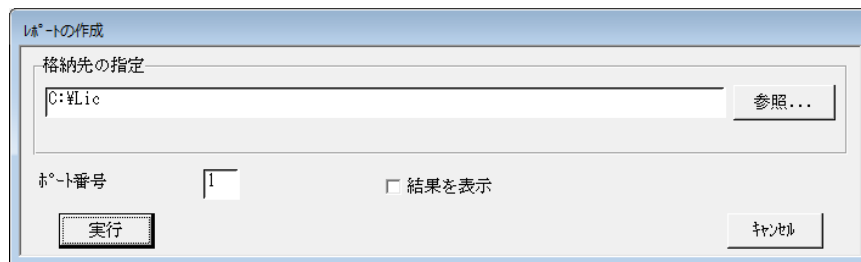 ﾚﾎﾟｰﾄの作成
格納先の指定
C:¥Lic
参照...
ﾎﾟｰﾄ番号
1
結果を表示
実行
ｷｬﾝｾﾙ